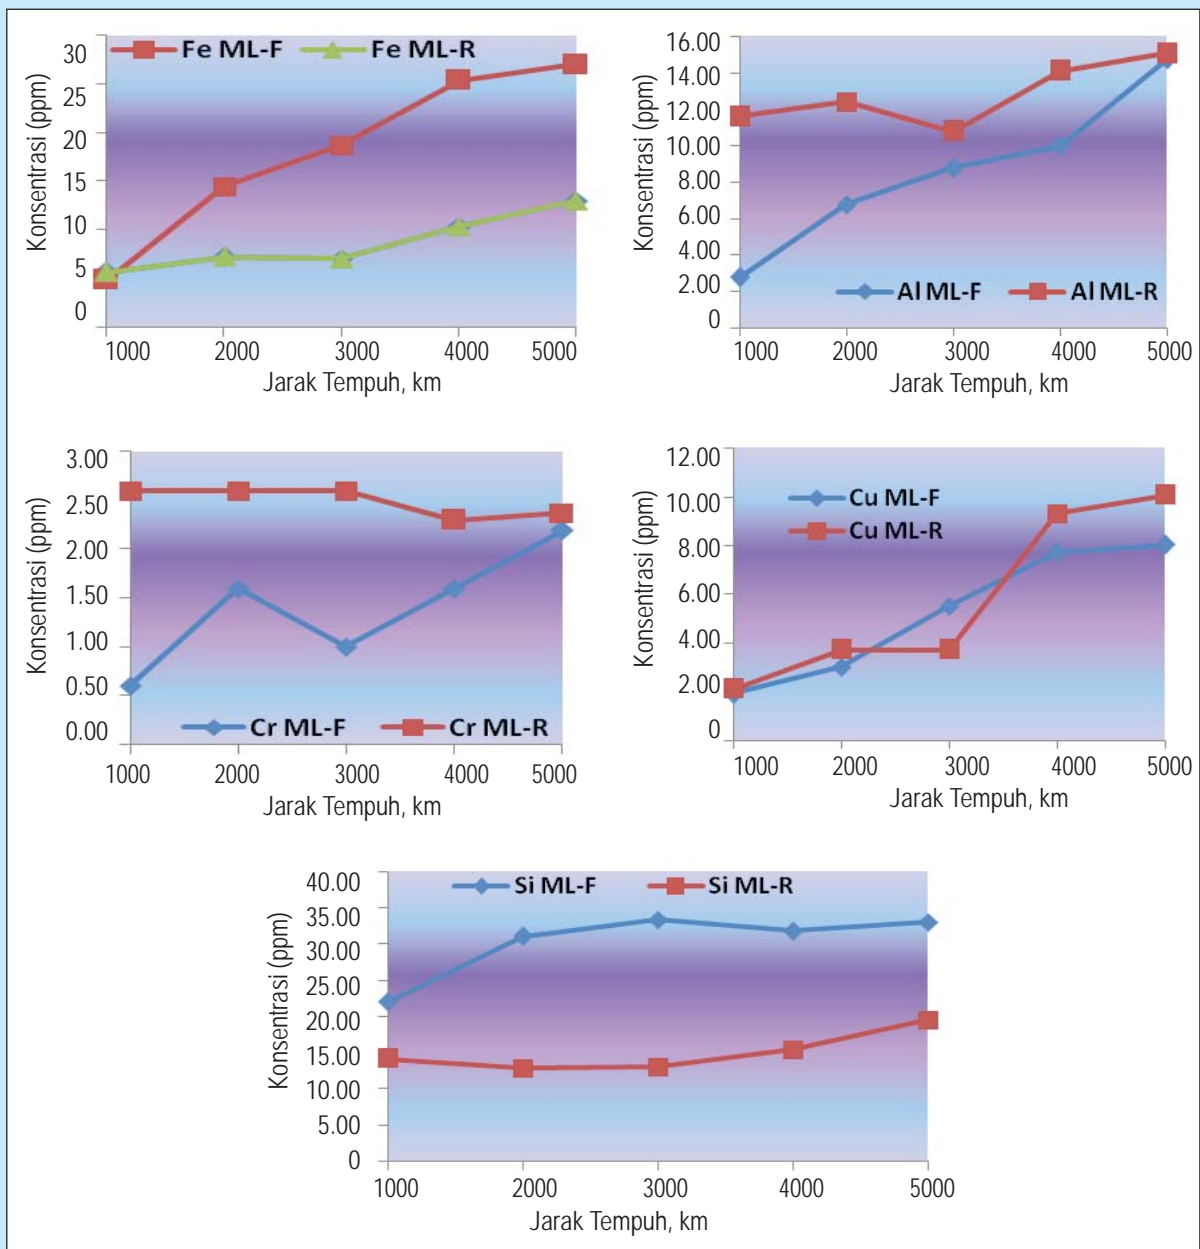 Fe ML-F Fe ML-R
Konsentrasi (ppm)
30
25
20
15
10
5
0
1000 2000 3000 4000 5000
Jarak Tempuh, km
Al ML-F Al ML-R
Konsentrasi (ppm)
16.00
14.00
12.00
10.00
8.00
6.00
4.00
2.00
0
1000 2000 3000 4000 5000
Jarak Tempuh, km
Cr ML-F Cr ML-R
Konsentrasi (ppm)
3.00
2.50
2.00
1.50
1.00
0.50
0.00
1000 2000 3000 4000 5000
Jarak Tempuh, km
Cu ML-F
Cu ML-R
Konsentrasi (ppm)
12.00
10.00
8.00
6.00
4.00
2.00
0
1000 2000 3000 4000 5000
Jarak Tempuh, km
Si ML-F Si ML-R
Konsentrasi (ppm)
40.00
35.00
30.00
25.00
20.00
15.00
10.00
5.00
0
1000 2000 3000 4000 5000
Jarak Tempuh, km